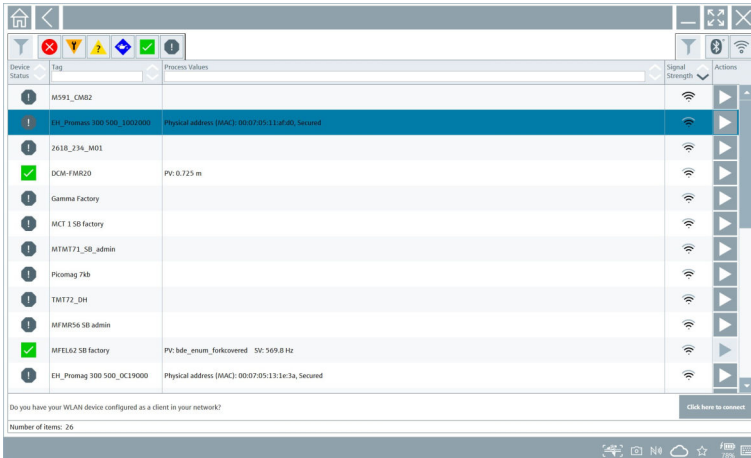 Device Status
Tag
Process Values
Signal Strength
Actions
M591_CM82
EH_Promass 300 500_1002000 Physical address (MAC): 00:07:05:11:af:d0, Secured
2618_234_M01
DCM-FMR20 PV: 0.725 m
Gamma Factory
MCT 1 SB factory
MTMT71_SB_admin
Picomag 7kb
TMT72_DH
MFMR56 SB admin
MFEL62 SB factory PV: bde_enum_forkcovered SV: 569.8 Hz
EH_Promag 300 500_0C19000 Physical address (MAC): 00:07:05:13:1e:3a, Secured
Do you have your WLAN device configured as a client in your network? Click here to connect
Number of items: 26
78%